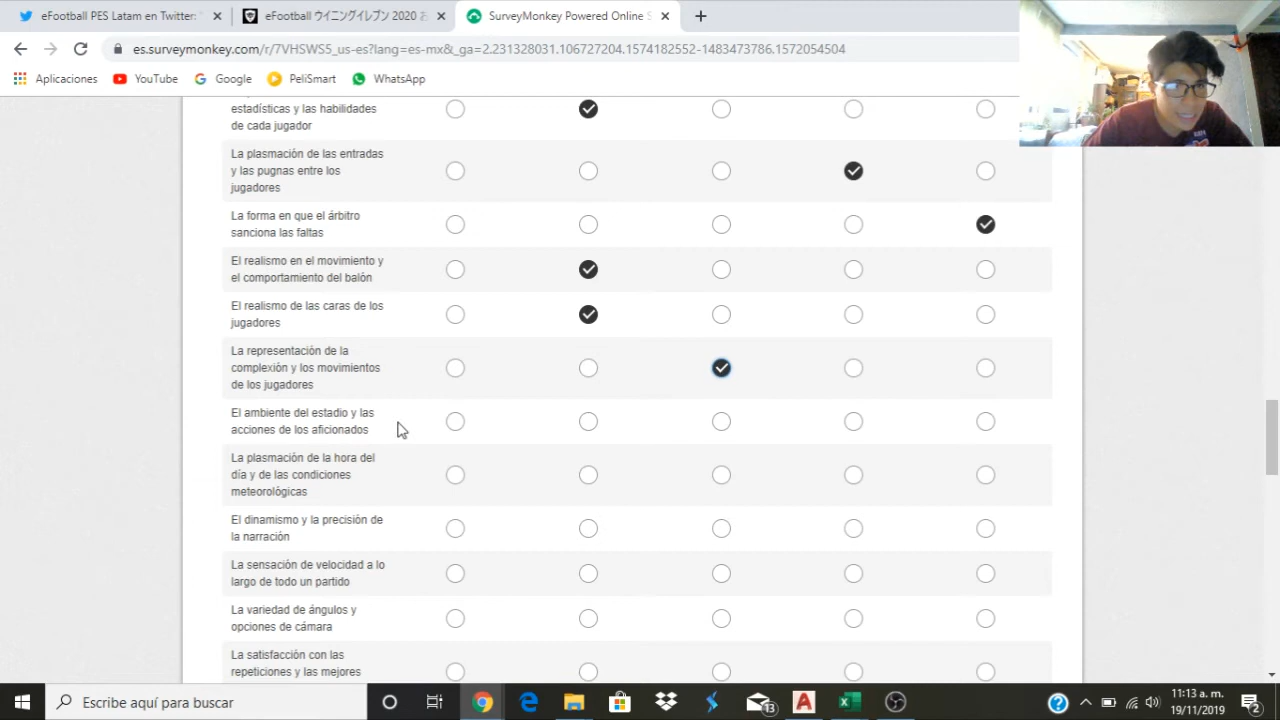 eFootball PES Latam en Twitter: "
eFootball ウイニングイレブン 2020 お
SurveyMonkey Powered Online S
es.surveymonkey.com/r/7VHSWS5_us-es?lang=es-mx&_ga=2.231328031.106727204.1574182552-1483473786.1572054504
Aplicaciones
YouTube
Google
PeliSmart
WhatsApp
estadísticas y las habilidades
de cada jugador
La plasmación de las entradas
y las pugnas entre los
jugadores
La forma en que el árbitro
sanciona las faltas
El realismo en el movimiento y
el comportamiento del balón
El realismo de las caras de los
jugadores
La representación de la
complexión y los movimientos
de los jugadores
El ambiente del estadio y las
acciones de los aficionados
La plasmación de la hora del
día y de las condiciones
meteorológicas
El dinamismo y la precisión de
la narración
La sensación de velocidad a lo
largo de todo un partido
La variedad de ángulos y
opciones de cámara
La satisfacción con las
repeticiones y las mejores
Escribe aquí para buscar
13
11:13 a. m.
19/11/2019
2